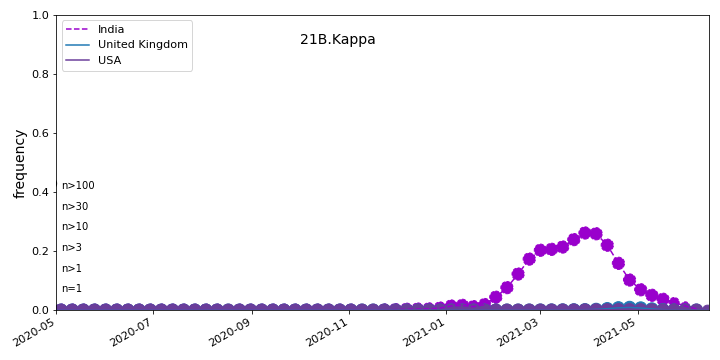 1.0
0.8
0.6
0.4
0.2
0.0
frequency
India
United Kingdom
USA
21B.Kappa
n>100
n>30
n>10
n>3
n>1
n=1
2020-05
2020-07
2020-09
2020-11
2021-01
2021-03
2021-05